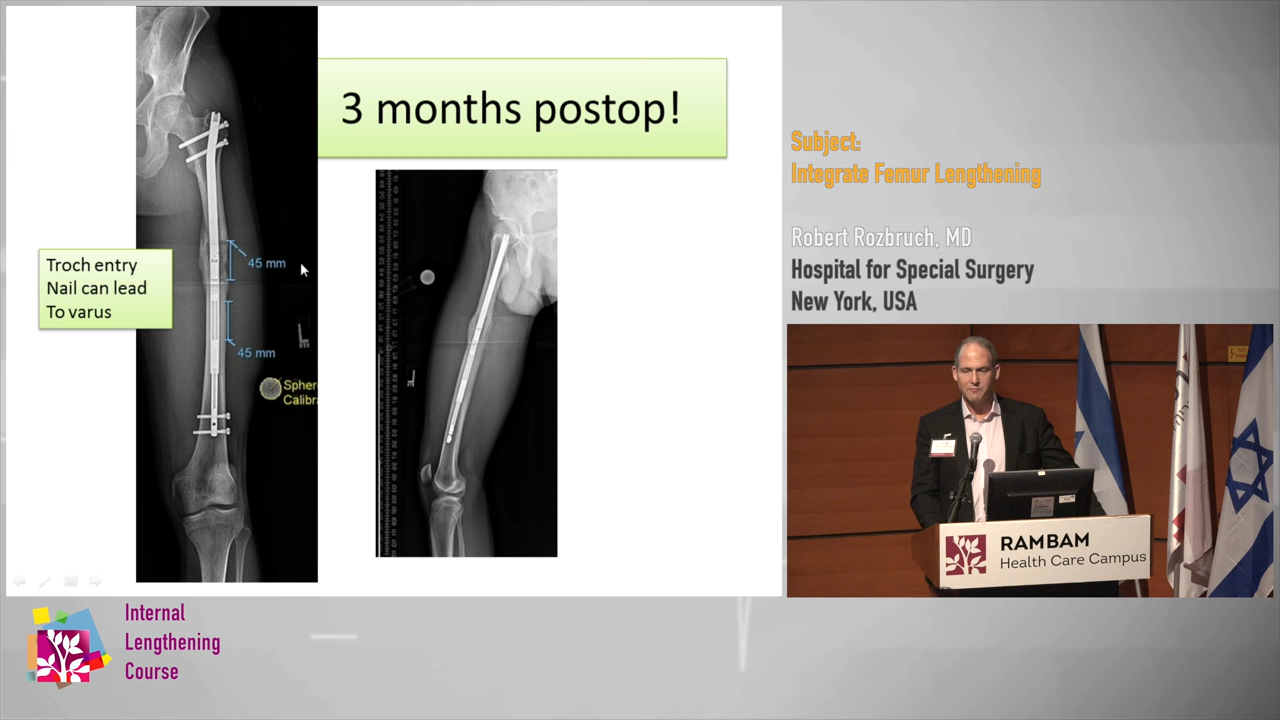 3 months postop!
Troch entry
Nail can lead
To varus
45 mm
45 mm
Spher
Calibra
L
L
Subject:
Integrate Femur Lengthening
Robert Rozbruch, MD
Hospital for Special Surgery
New York, USA
RAMBAM
Health Care Campus
Internal
Lengthening
Course